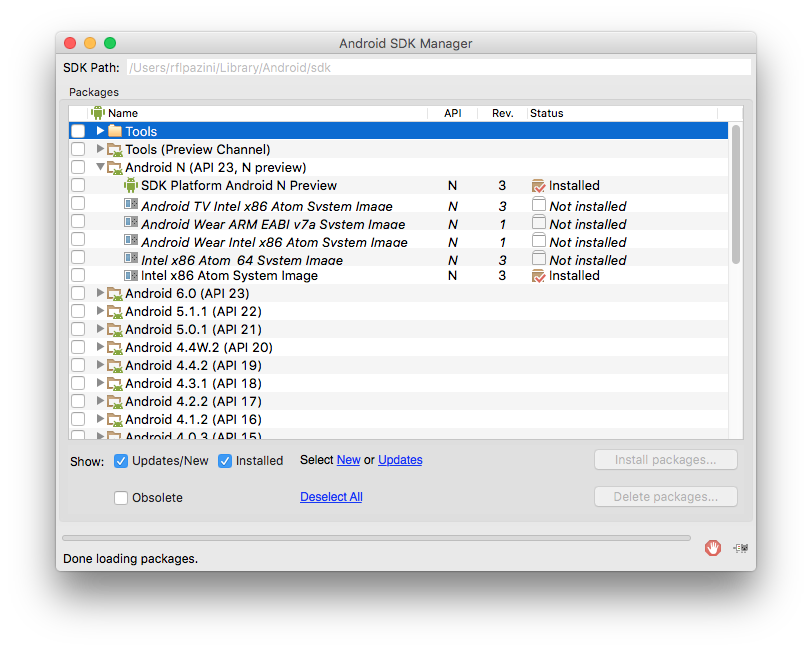 Android SDK Manager
SDK Path: /Users/rflpazini/Library/Android/sdk
Packages
Name API Rev. Status
Tools
Tools (Preview Channel)
Android N (API 23, N preview)
SDK Platform Android N Preview N 3 Installed
Android TV Intel x86 Atom System Image N 3 Not installed
Android Wear ARM EABI v7a System Image N 1 Not installed
Android Wear Intel x86 Atom System Image N 1 Not installed
Intel x86 Atom_64 System Image N 3 Not installed
Intel x86 Atom System Image N 3 Installed
Android 6.0 (API 23)
Android 5.1.1 (API 22)
Android 5.0.1 (API 21)
Android 4.4W.2 (API 20)
Android 4.4.2 (API 19)
Android 4.3.1 (API 18)
Android 4.2.2 (API 17)
Android 4.1.2 (API 16)
Android 4.0.3 (API 15)
Show: Updates/New Installed Select New or Updates Install packages...
Obsolete Deselect All Delete packages...
Done loading packages.